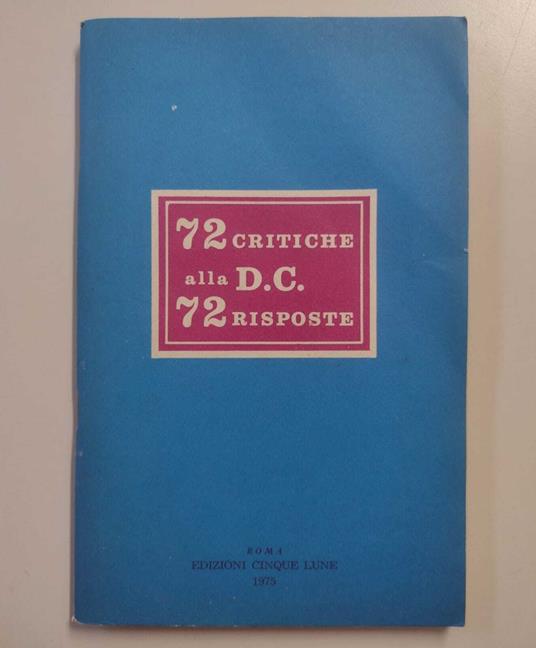 72 CRITICHE
alla D.C.
72 RISPOSTE
ROMA
EDIZIONI CINQUE LUNE
1975